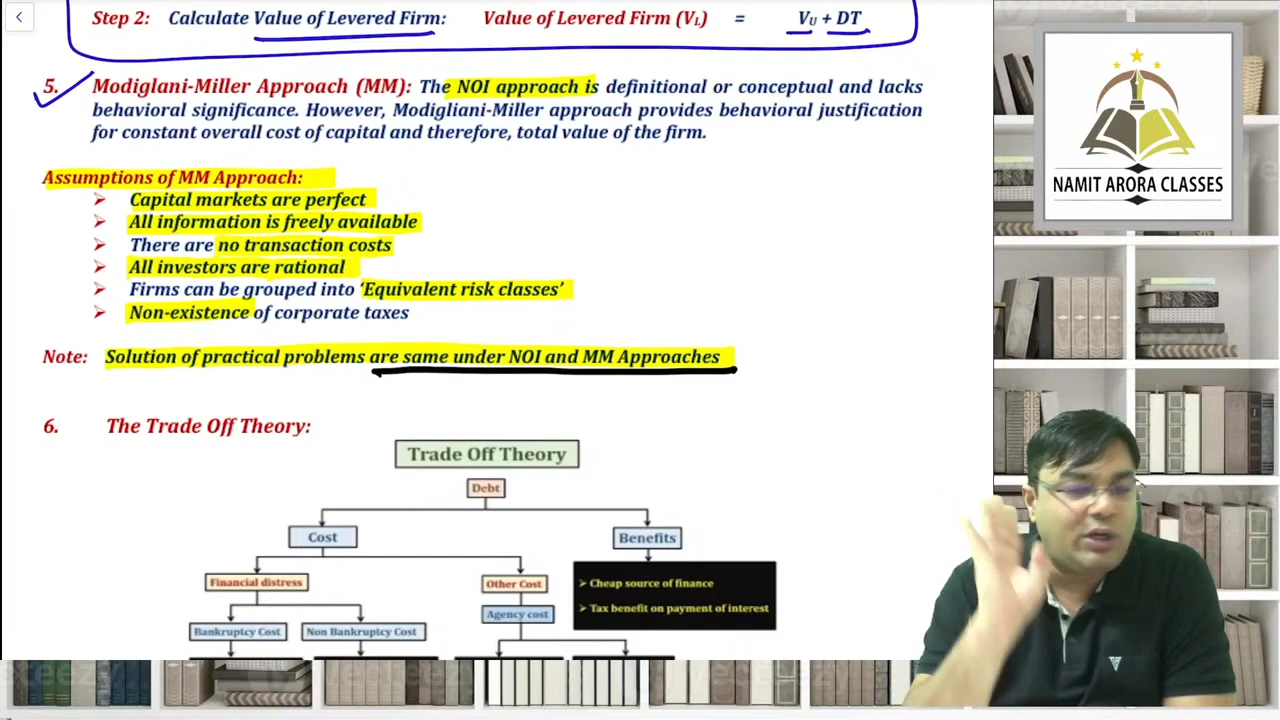 Step 2: Calculate Value of Levered Firm: Value of Levered Firm (VL) = VU + DT
5. Modiglani-Miller Approach (MM): The NOI approach is definitional or conceptual and lacks
behavioral significance. However, Modigliani-Miller approach provides behavioral justification
for constant overall cost of capital and therefore, total value of the firm.
Assumptions of MM Approach:
➢ Capital markets are perfect
➢ All information is freely available
➢ There are no transaction costs
➢ All investors are rational
➢ Firms can be grouped into ‘Equivalent risk classes’
➢ Non-existence of corporate taxes
Note: Solution of practical problems are same under NOI and MM Approaches
6. The Trade Off Theory:
Trade Off Theory
Debt
Cost
Benefits
Financial distress
Other Cost
➢ Cheap source of finance
➢ Tax benefit on payment of interest
Agency cost
Bankruptcy Cost
Non Bankruptcy Cost
NAMIT ARORA CLASSES